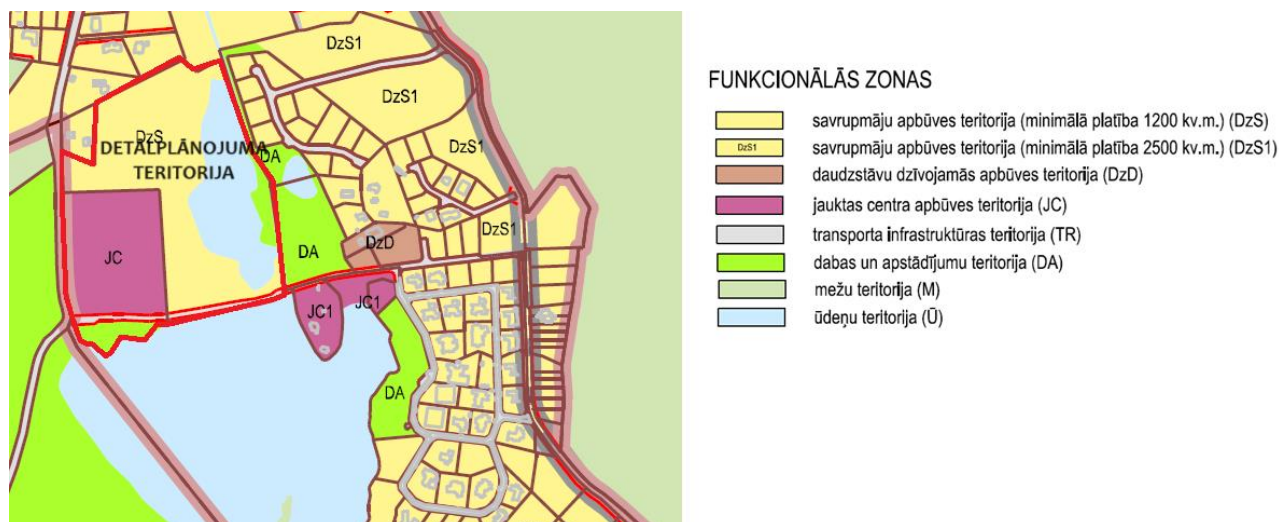 DzS1
DzS1
DzS
DETĀLPLĀNOJUMA
TERITORIJA
DA
DzS1
DzS1
DzD
DA
JC
JC1
JC1
DA
FUNKCIONĀLĀS ZONAS
savrupmāju apbūves teritorija (minimālā platība 1200 kv.m.) (DzS)
DzS1 savrupmāju apbūves teritorija (minimālā platība 2500 kv.m.) (DzS1)
daudzstāvu dzīvojamās apbūves teritorija (DzD)
jauktas centra apbūves teritorija (JC)
transporta infrastruktūras teritorija (TR)
dabas un apstādījumu teritorija (DA)
mežu teritorija (M)
ūdeņu teritorija (Ū)